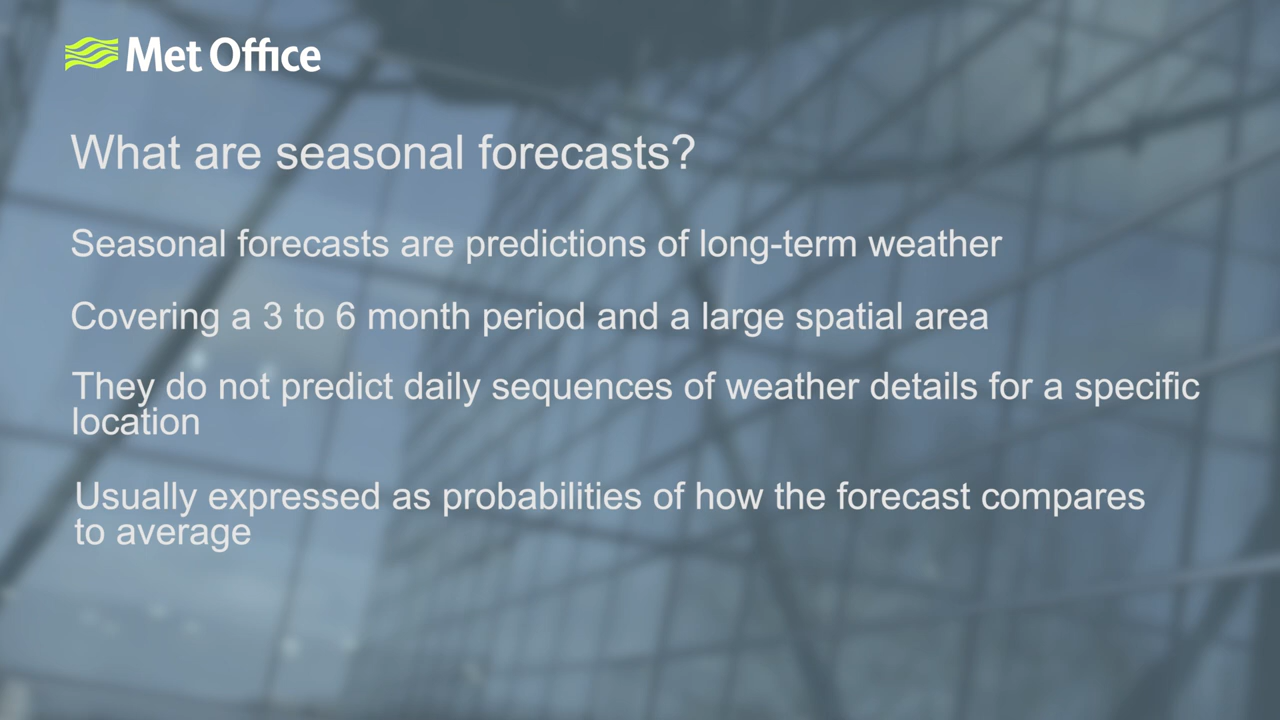 Met Office
What are seasonal forecasts?
Seasonal forecasts are predictions of long-term weather
Covering a 3 to 6 month period and a large spatial area
They do not predict daily sequences of weather details for a specific
location
Usually expressed as probabilities of how the forecast compares
to average